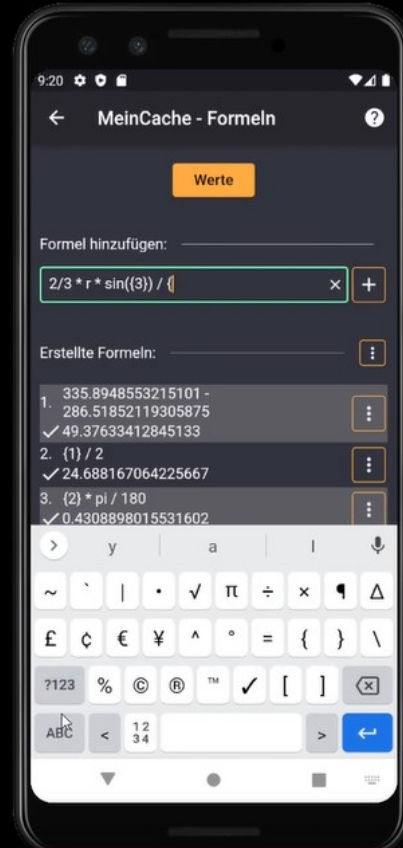 9:20
MeinCache - Formeln
Werte
Formel hinzufügen:
2/3 * r * sin({3}) / {
Erstellte Formeln:
1. 335.8948553215101 -
286.51852119305875
✓ 49.37633412845133
2. {1} / 2
✓ 24.688167064225667
3. {2} * pi / 180
✓ 0.4308898015531602
y a l
~ ` | • √ π ÷ × ¶ Δ
£ ¢ € ¥ ^ ° = { } \
?123 % © ® ™ ✓ [ ]
ABC < 12 >
34